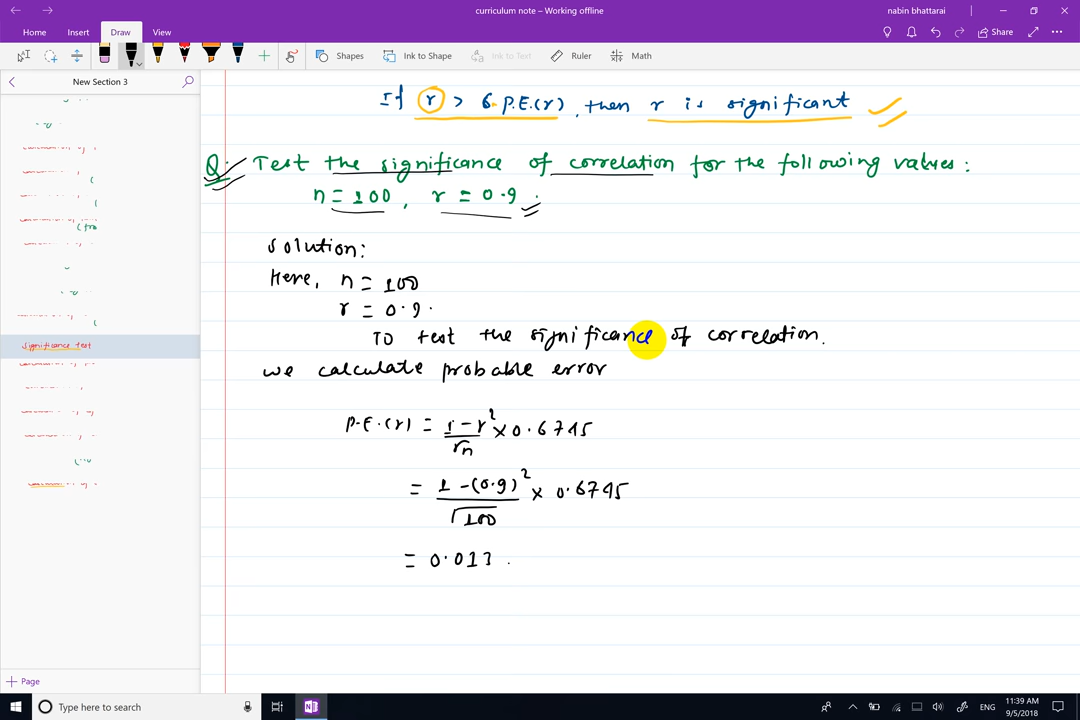 curriculum note – Working offline
nabin bhattarai
Home Insert Draw View
Share
Shapes Ink to Shape Ink to Text Ruler Math
New Section 3
If r > 6.P.E.(r), then r is significant
Q: Test the significance of correlation for the following values:
n = 100, r = 0.9.
Solution:
Here, n = 100
r = 0.9.
To test the significance of correlation.
we calculate probable error
Significance test
P.E.(r) = 1-r²/√n × 0.6745
= 1-(0.9)²/√100 × 0.6745
= 0.013.
Page
Type here to search
ENG
11:39 AM
9/5/2018